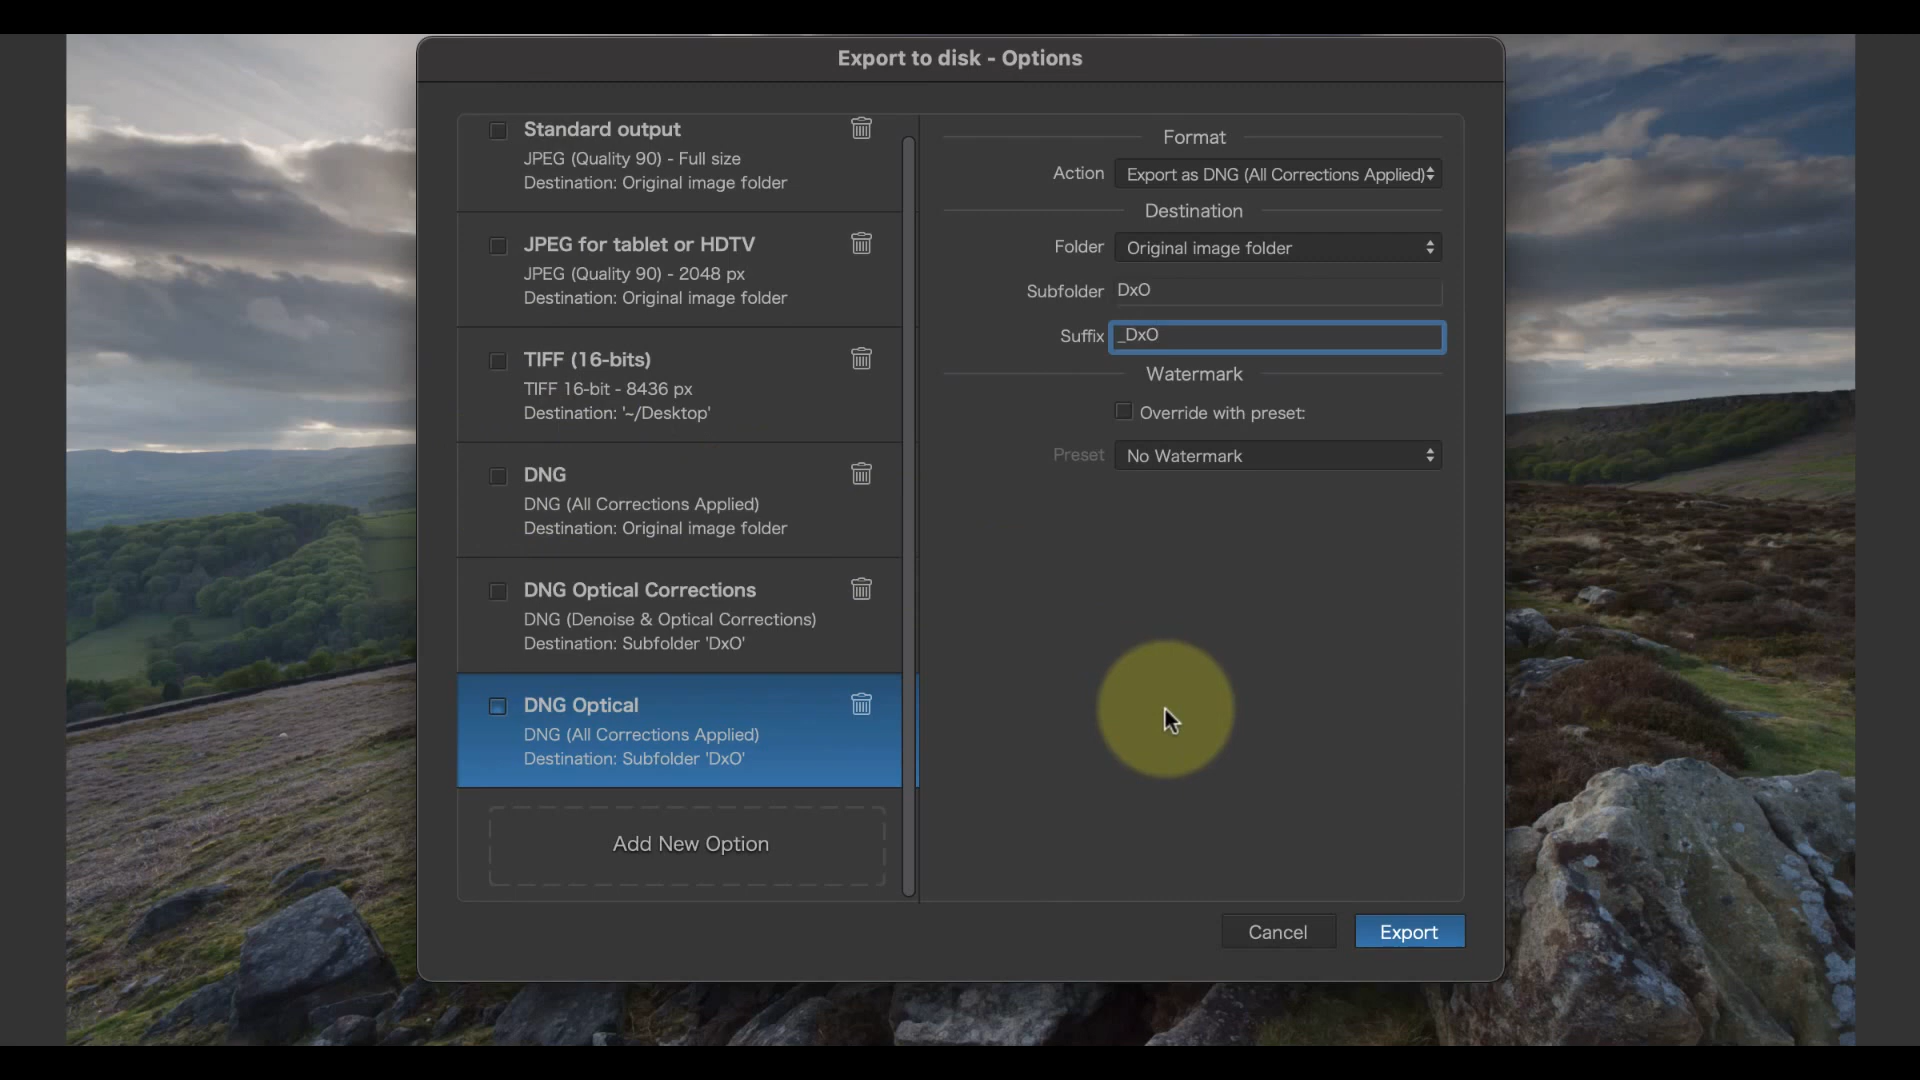 Export to disk - Options
Standard output
JPEG (Quality 90) - Full size
Destination: Original image folder
JPEG for tablet or HDTV
JPEG (Quality 90) - 2048 px
Destination: Original image folder
TIFF (16-bits)
TIFF 16-bit - 8436 px
Destination: '~/Desktop'
DNG
DNG (All Corrections Applied)
Destination: Original image folder
DNG Optical Corrections
DNG (Denoise & Optical Corrections)
Destination: Subfolder 'DxO'
DNG Optical
DNG (All Corrections Applied)
Destination: Subfolder 'DxO'
Add New Option
Format
Action Export as DNG (All Corrections Applied)
Destination
Folder Original image folder
Subfolder DxO
Suffix _DxO
Watermark
Override with preset:
Preset No Watermark
Cancel Export